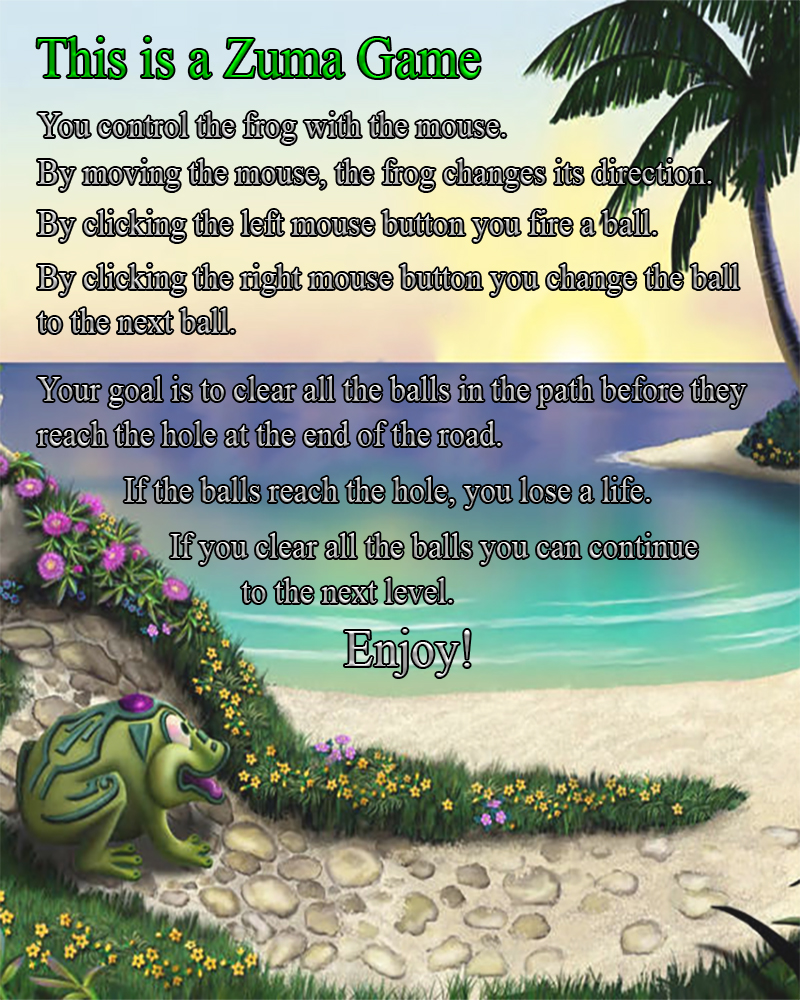 This is a Zuma Game
You control the frog with the mouse.
By moving the mouse, the frog changes its direction.
By clicking the left mouse button you fire a ball.
By clicking the right mouse button you change the ball
to the next ball.
Your goal is to clear all the balls in the path before they
reach the hole at the end of the road.
If the balls reach the hole, you lose a life.
If you clear all the balls you can continue
to the next level.
Enjoy!